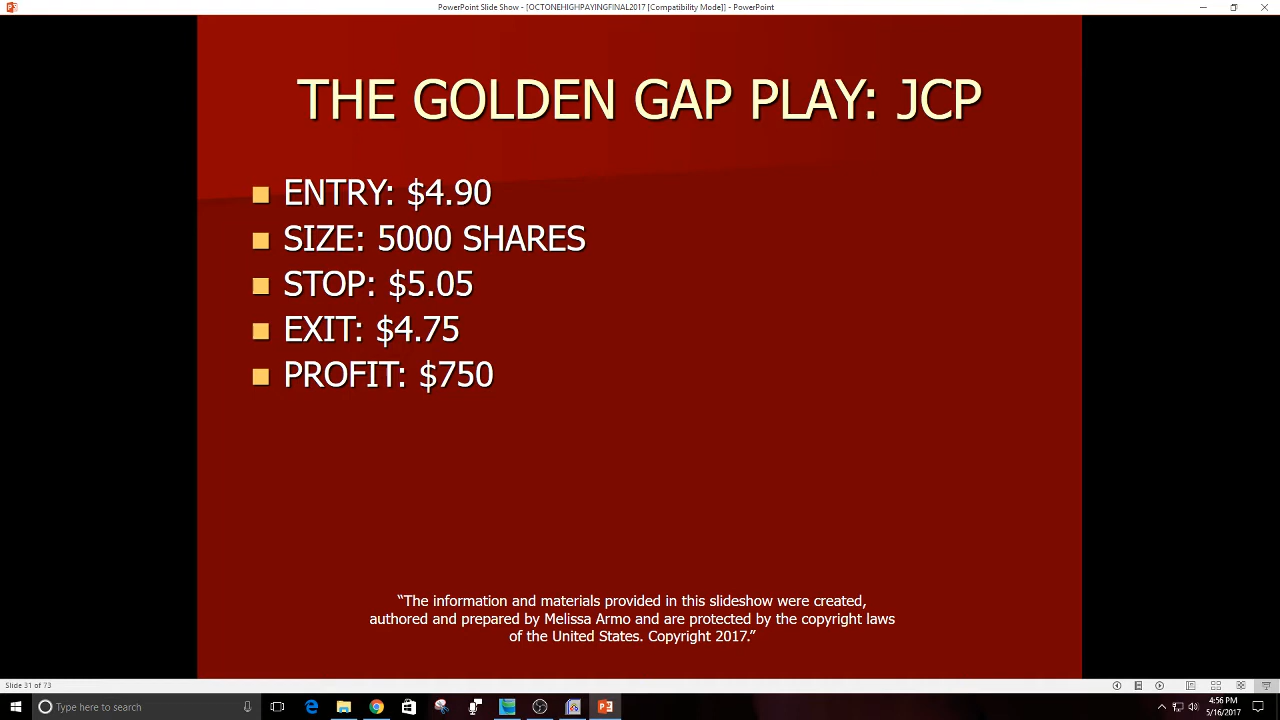 PowerPoint Slide Show - [OCTONEHIGHPAYINGFINAL2017 [Compatibility Mode]] - PowerPoint
THE GOLDEN GAP PLAY: JCP
ENTRY: $4.90
SIZE: 5000 SHARES
STOP: $5.05
EXIT: $4.75
PROFIT: $750
“The information and materials provided in this slideshow were created,
authored and prepared by Melissa Armo and are protected by the copyright laws
of the United States. Copyright 2017.”
Slide 31 of 73
Type here to search
4:56 PM
5/16/2017